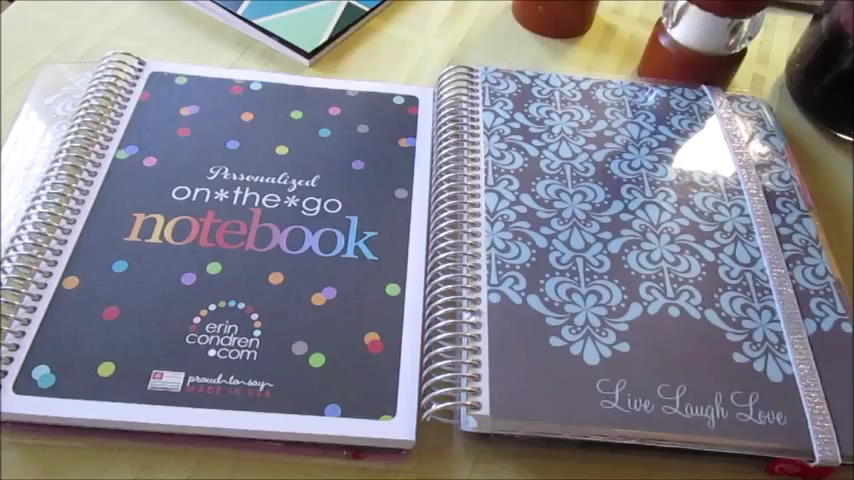 Personalized
on*the*go
notebook
erin
condren
.com
proud-to-say
MADE IN USA
Live Laugh Love